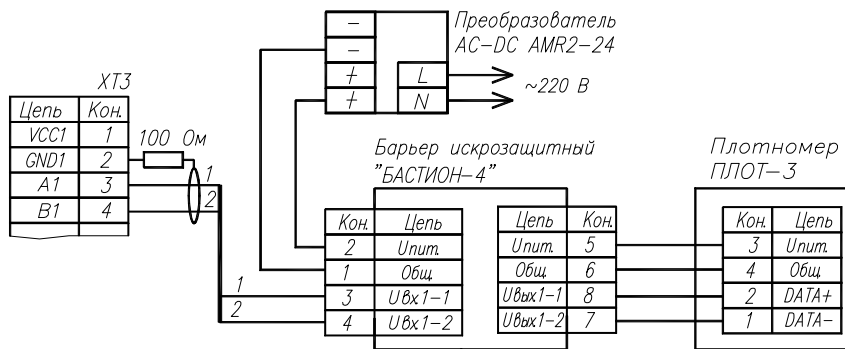 Преобразователь
AC-DC AMR2-24
-
-
+ L
+ N
~220 В
ХТ3
Цепь Кон.
VCC1 1
GND1 2
A1 3
B1 4
100 Ом
1
2
Барьер искрозащитный
"БАСТИОН-4"
Кон. Цепь
2 Uпит.
1 Общ.
3 Uвх1-1
4 Uвх1-2
1
2
Цепь Кон.
Uпит. 5
Общ. 6
Uвых1-1 8
Uвых1-2 7
Плотномер
ПЛОТ-3
Кон. Цепь
3 Uпит.
4 Общ.
2 DATA+
1 DATA-